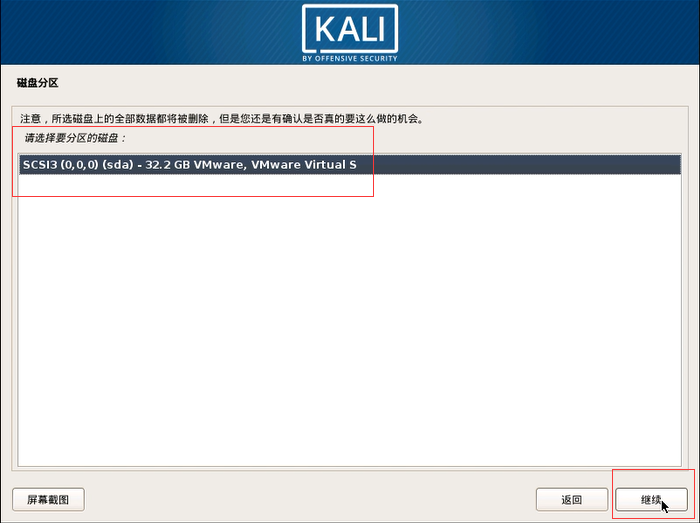 KALI
BY OFFENSIVE SECURITY
磁盘分区
注意，所选磁盘上的全部数据都将被删除，但是您还是有确认是否真的要这么做的机会。
请选择要分区的磁盘：
SCSI3 (0,0,0) (sda) - 32.2 GB VMware, VMware Virtual S
屏幕截图
返回
继续